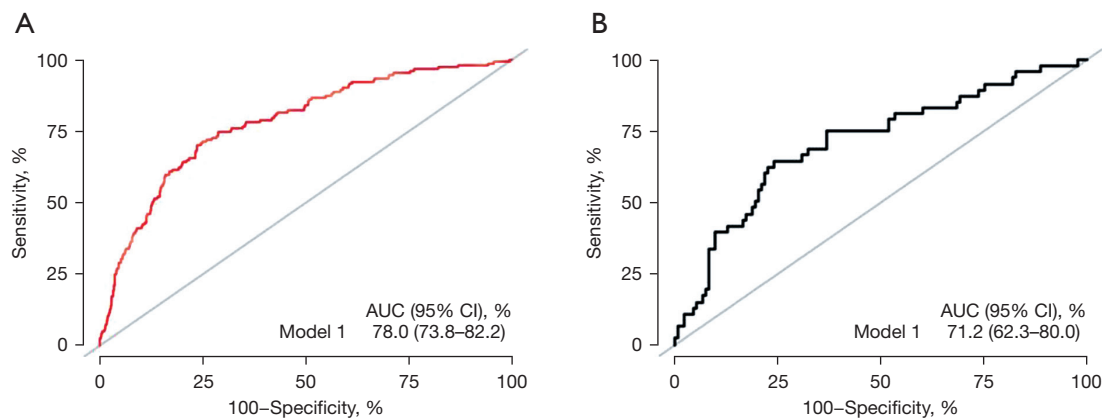 A
100
75
50
25
0
Sensitivity, %
AUC (95% CI), %
Model 1 78.0 (73.8–82.2)
0 25 50 75 100
100–Specificity, %
B
100
75
50
25
0
Sensitivity, %
AUC (95% CI), %
Model 1 71.2 (62.3–80.0)
0 25 50 75 100
100–Specificity, %